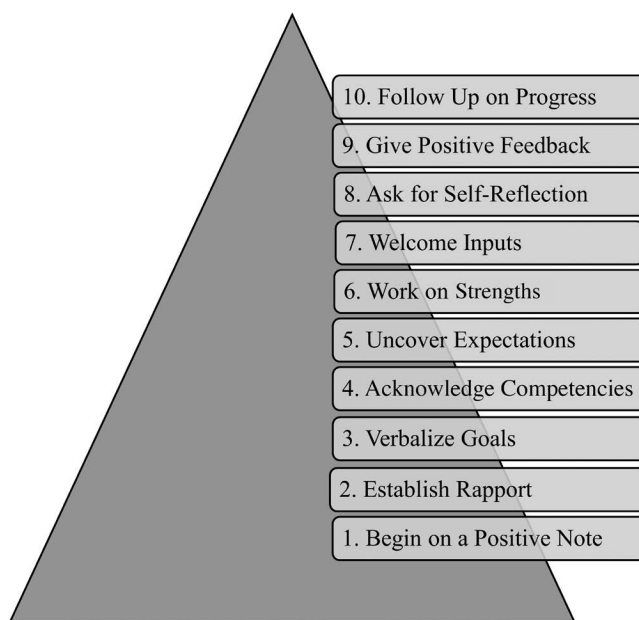 10. Follow Up on Progress
9. Give Positive Feedback
8. Ask for Self-Reflection
7. Welcome Inputs
6. Work on Strengths
5. Uncover Expectations
4. Acknowledge Competencies
3. Verbalize Goals
2. Establish Rapport
1. Begin on a Positive Note